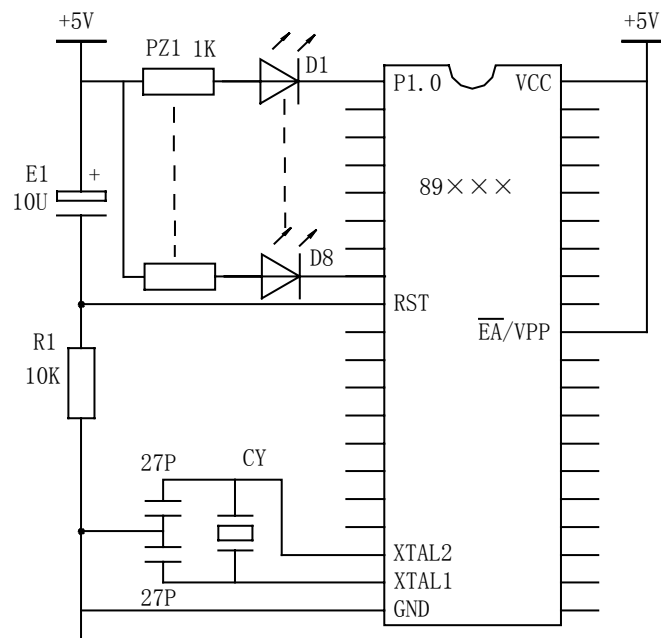 +5V
+5V
PZ1 1K
D1
P1.0
VCC
E1
+
10U
89×××
D8
RST
EA/VPP
R1
10K
27P
CY
XTAL2
XTAL1
27P
GND